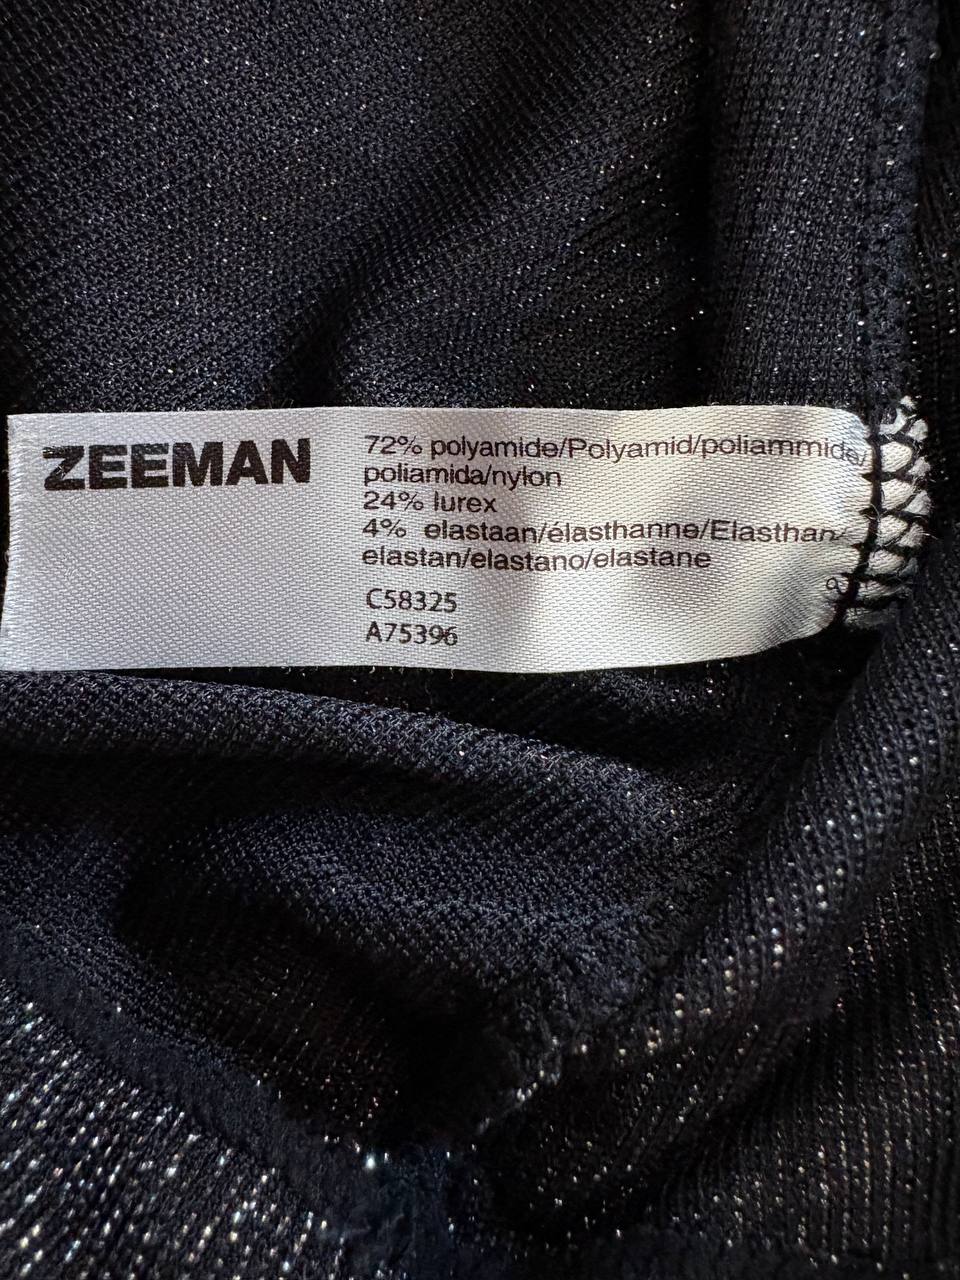 ZEEMAN
72% polyamide/Polyamid/poliammide/
poliamida/nylon
24% lurex
4% elastaan/élasthanne/Elasthan/
elastan/elastano/elastane
C58325
A75396